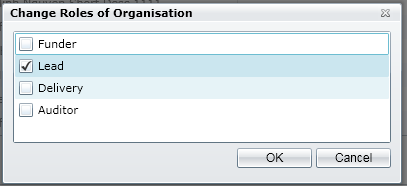 Change Roles of Organisation
Funder
Lead
Delivery
Auditor
OK
Cancel